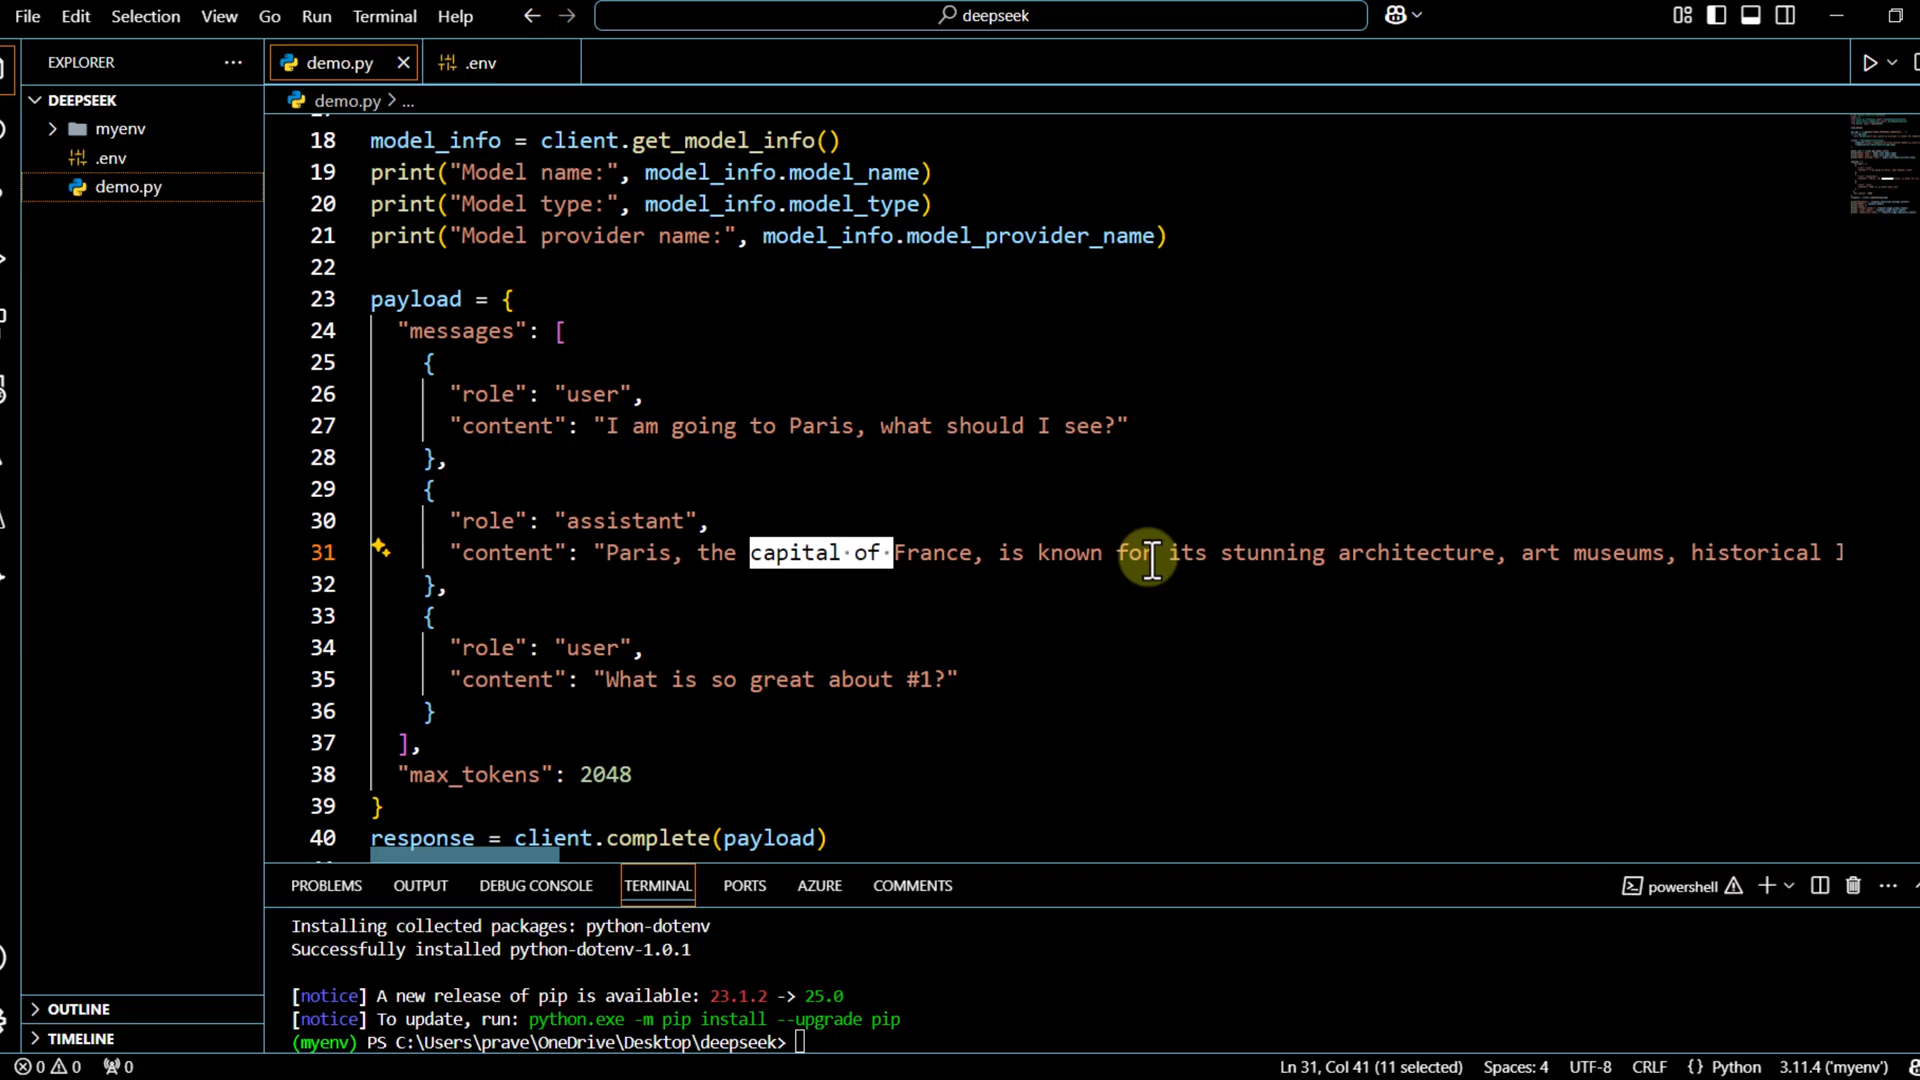 File Edit Selection View Go Run Terminal Help deepseek
EXPLORER
demo.py
.env
DEEPSEEK
myenv
.env
demo.py
demo.py > ...
18 model_info = client.get_model_info()
19 print("Model name:", model_info.model_name)
20 print("Model type:", model_info.model_type)
21 print("Model provider name:", model_info.model_provider_name)
22
23 payload = {
24 "messages": [
25 {
26 "role": "user",
27 "content": "I am going to Paris, what should I see?"
28 },
29 {
30 "role": "assistant",
31 "content": "Paris, the capital of France, is known for its stunning architecture, art museums, historical
32 },
33 {
34 "role": "user",
35 "content": "What is so great about #1?"
36 }
37 ],
38 "max_tokens": 2048
39 }
40 response = client.complete(payload)
PROBLEMS OUTPUT DEBUG CONSOLE TERMINAL PORTS AZURE COMMENTS
powershell
Installing collected packages: python-dotenv
Successfully installed python-dotenv-1.0.1
[notice] A new release of pip is available: 23.1.2 -> 25.0
[notice] To update, run: python.exe -m pip install --upgrade pip
(myenv) PS C:\Users\prave\OneDrive\Desktop\deepseek>
OUTLINE
TIMELINE
0 0 0 Ln 31, Col 41 (11 selected) Spaces: 4 UTF-8 CRLF {} Python 3.11.4 ('myenv')